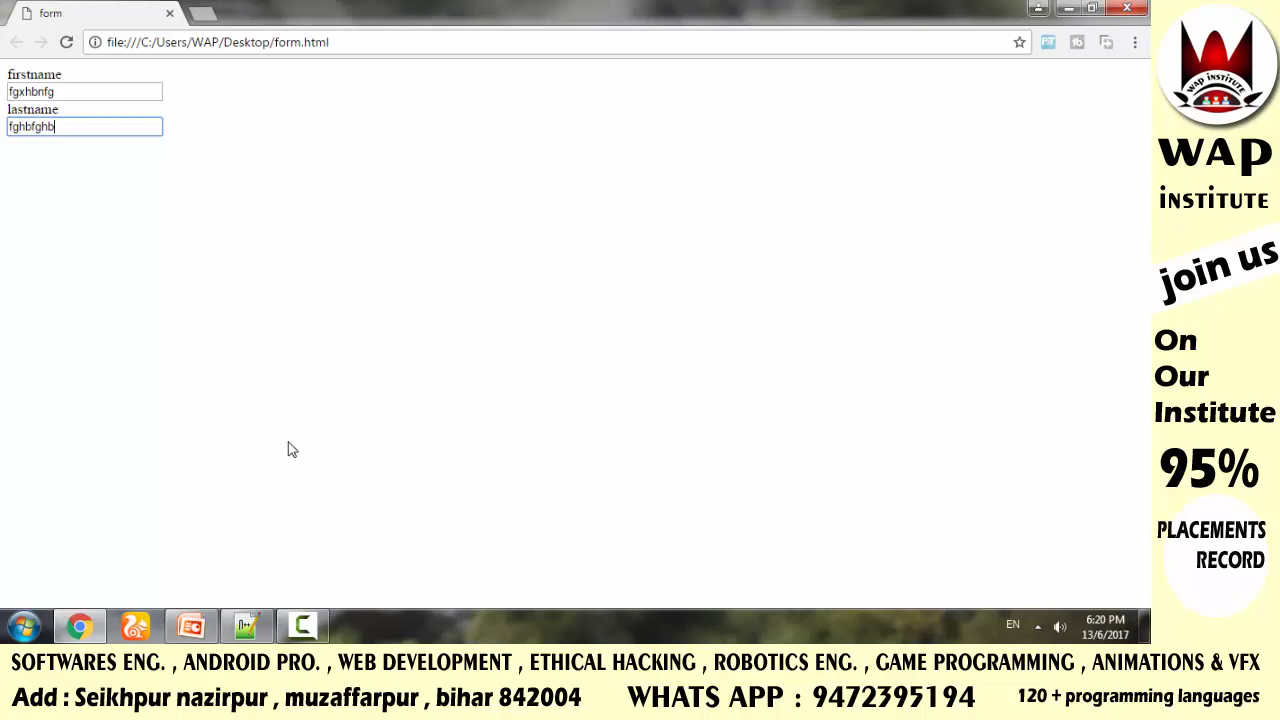 form
file:///C:/Users/WAP/Desktop/form.html
firstname
fgxhbnfg
lastname
fghbfghb
WAP INSTITUTE
WAP
INSTITUTE
join us
On
Our
Institute
95%
PLACEMENTS
RECORD
EN
6:20 PM
13/6/2017
SOFTWARES ENG. , ANDROID PRO. , WEB DEVELOPMENT , ETHICAL HACKING , ROBOTICS ENG. , GAME PROGRAMMING , ANIMATIONS & VFX
Add : Seikhpur nazirpur , muzaffarpur , bihar 842004
WHATS APP : 9472395194
120 + programming languages